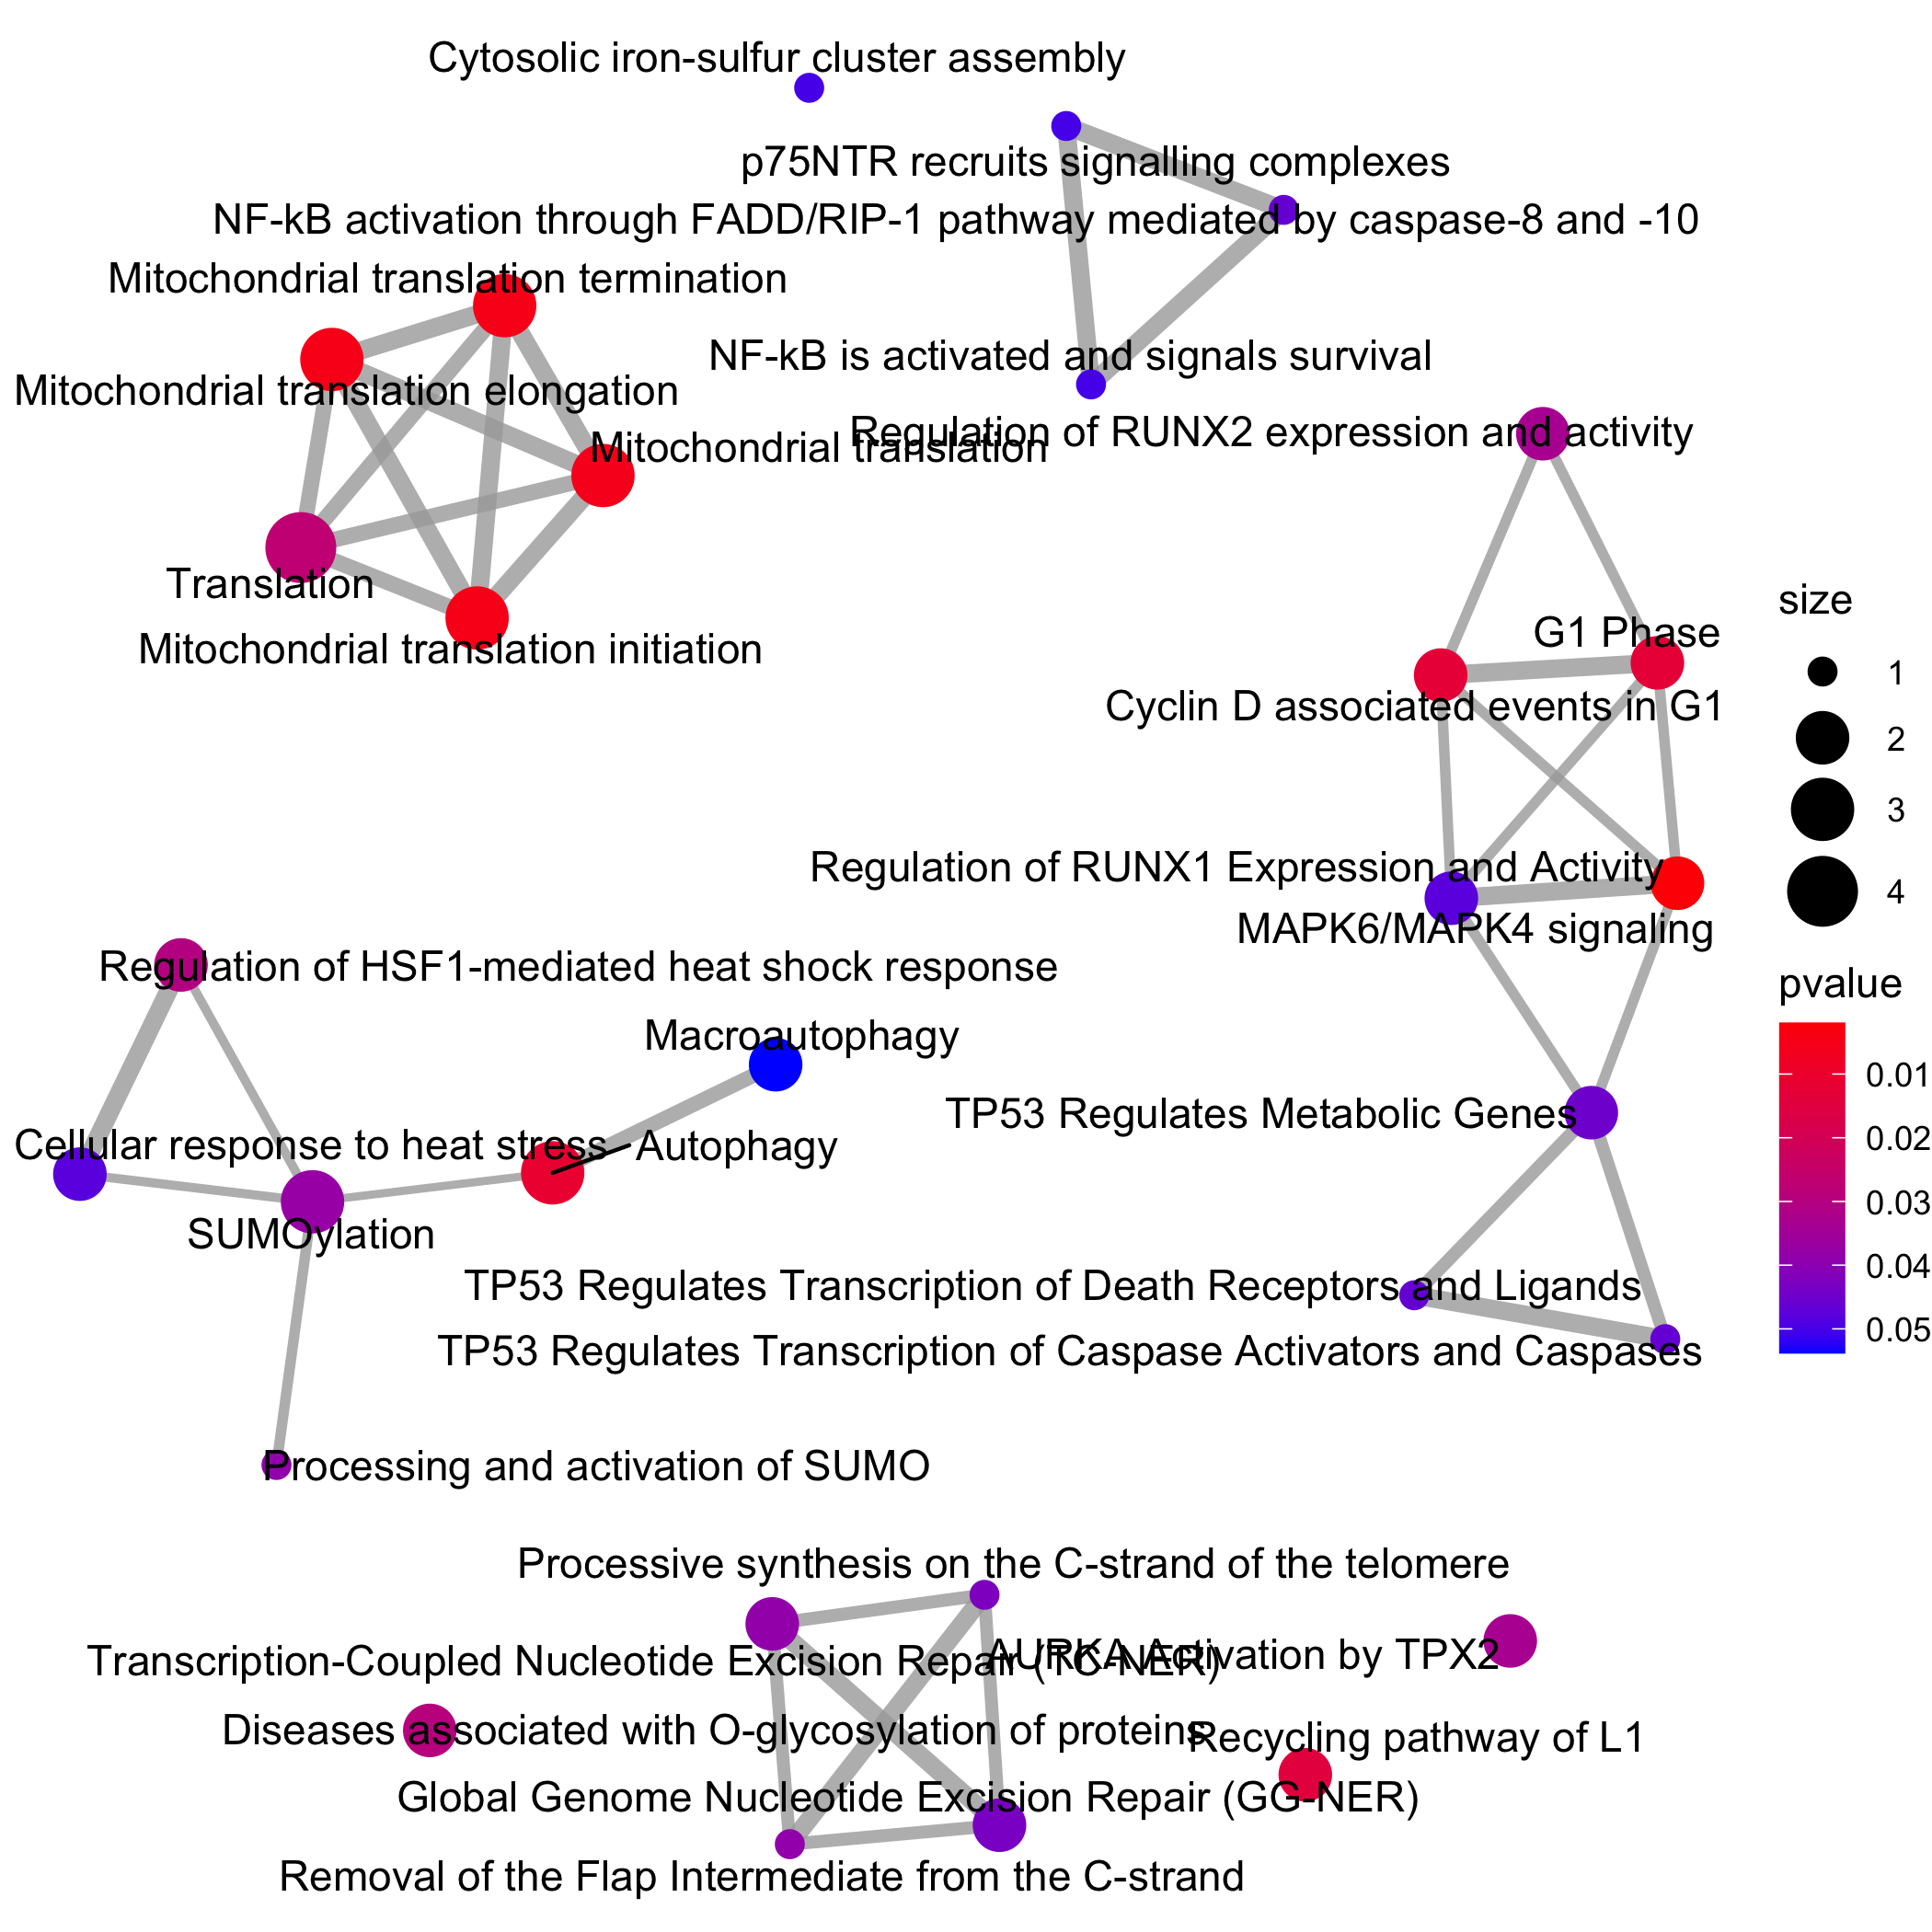 Cytosolic iron-sulfur cluster assembly
p75NTR recruits signalling complexes
NF-kB activation through FADD/RIP-1 pathway mediated by caspase-8 and -10
Mitochondrial translation termination
NF-kB is activated and signals survival
Mitochondrial translation elongation
Regulation of RUNX2 expression and activity
Mitochondrial translation
Translation
Mitochondrial translation initiation
G1 Phase
Cyclin D associated events in G1
size
1
2
3
4
Regulation of RUNX1 Expression and Activity
MAPK6/MAPK4 signaling
Regulation of HSF1-mediated heat shock response
pvalue
0.01
0.02
0.03
0.04
0.05
Macroautophagy
TP53 Regulates Metabolic Genes
Cellular response to heat stress
Autophagy
SUMOylation
TP53 Regulates Transcription of Death Receptors and Ligands
TP53 Regulates Transcription of Caspase Activators and Caspases
Processing and activation of SUMO
Processive synthesis on the C-strand of the telomere
AURKA Activation by TPX2
Transcription-Coupled Nucleotide Excision Repair (TC-NER)
Diseases associated with O-glycosylation of proteins
Recycling pathway of L1
Global Genome Nucleotide Excision Repair (GG-NER)
Removal of the Flap Intermediate from the C-strand